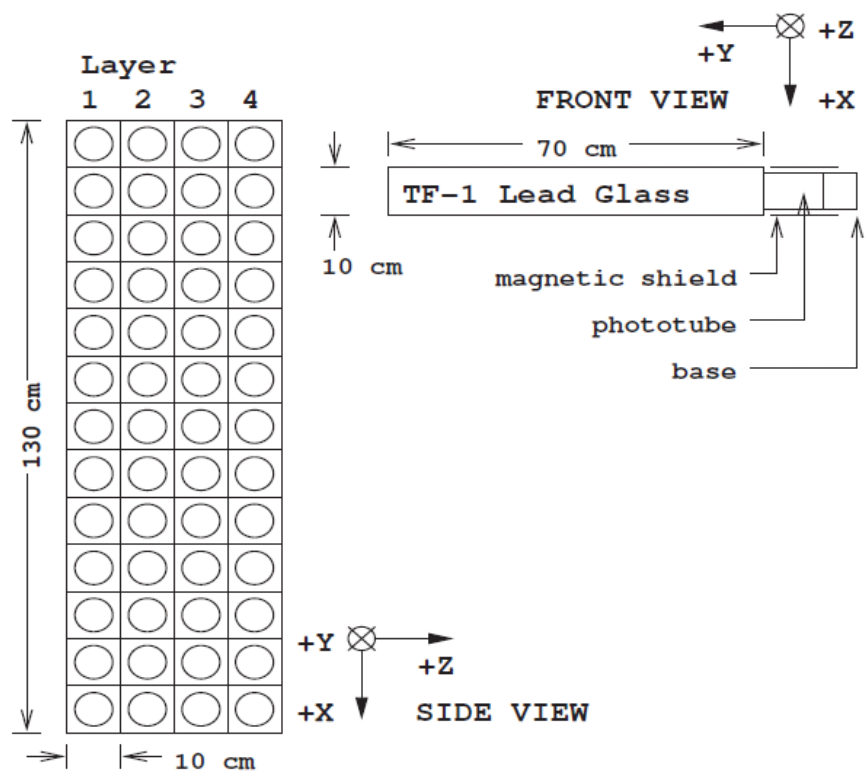 Layer
1 2 3 4
130 cm
10 cm
+Y
+Z
+X
SIDE VIEW
+Z
+Y
+X
FRONT VIEW
70 cm
TF-1 Lead Glass
10 cm
magnetic shield
phototube
base